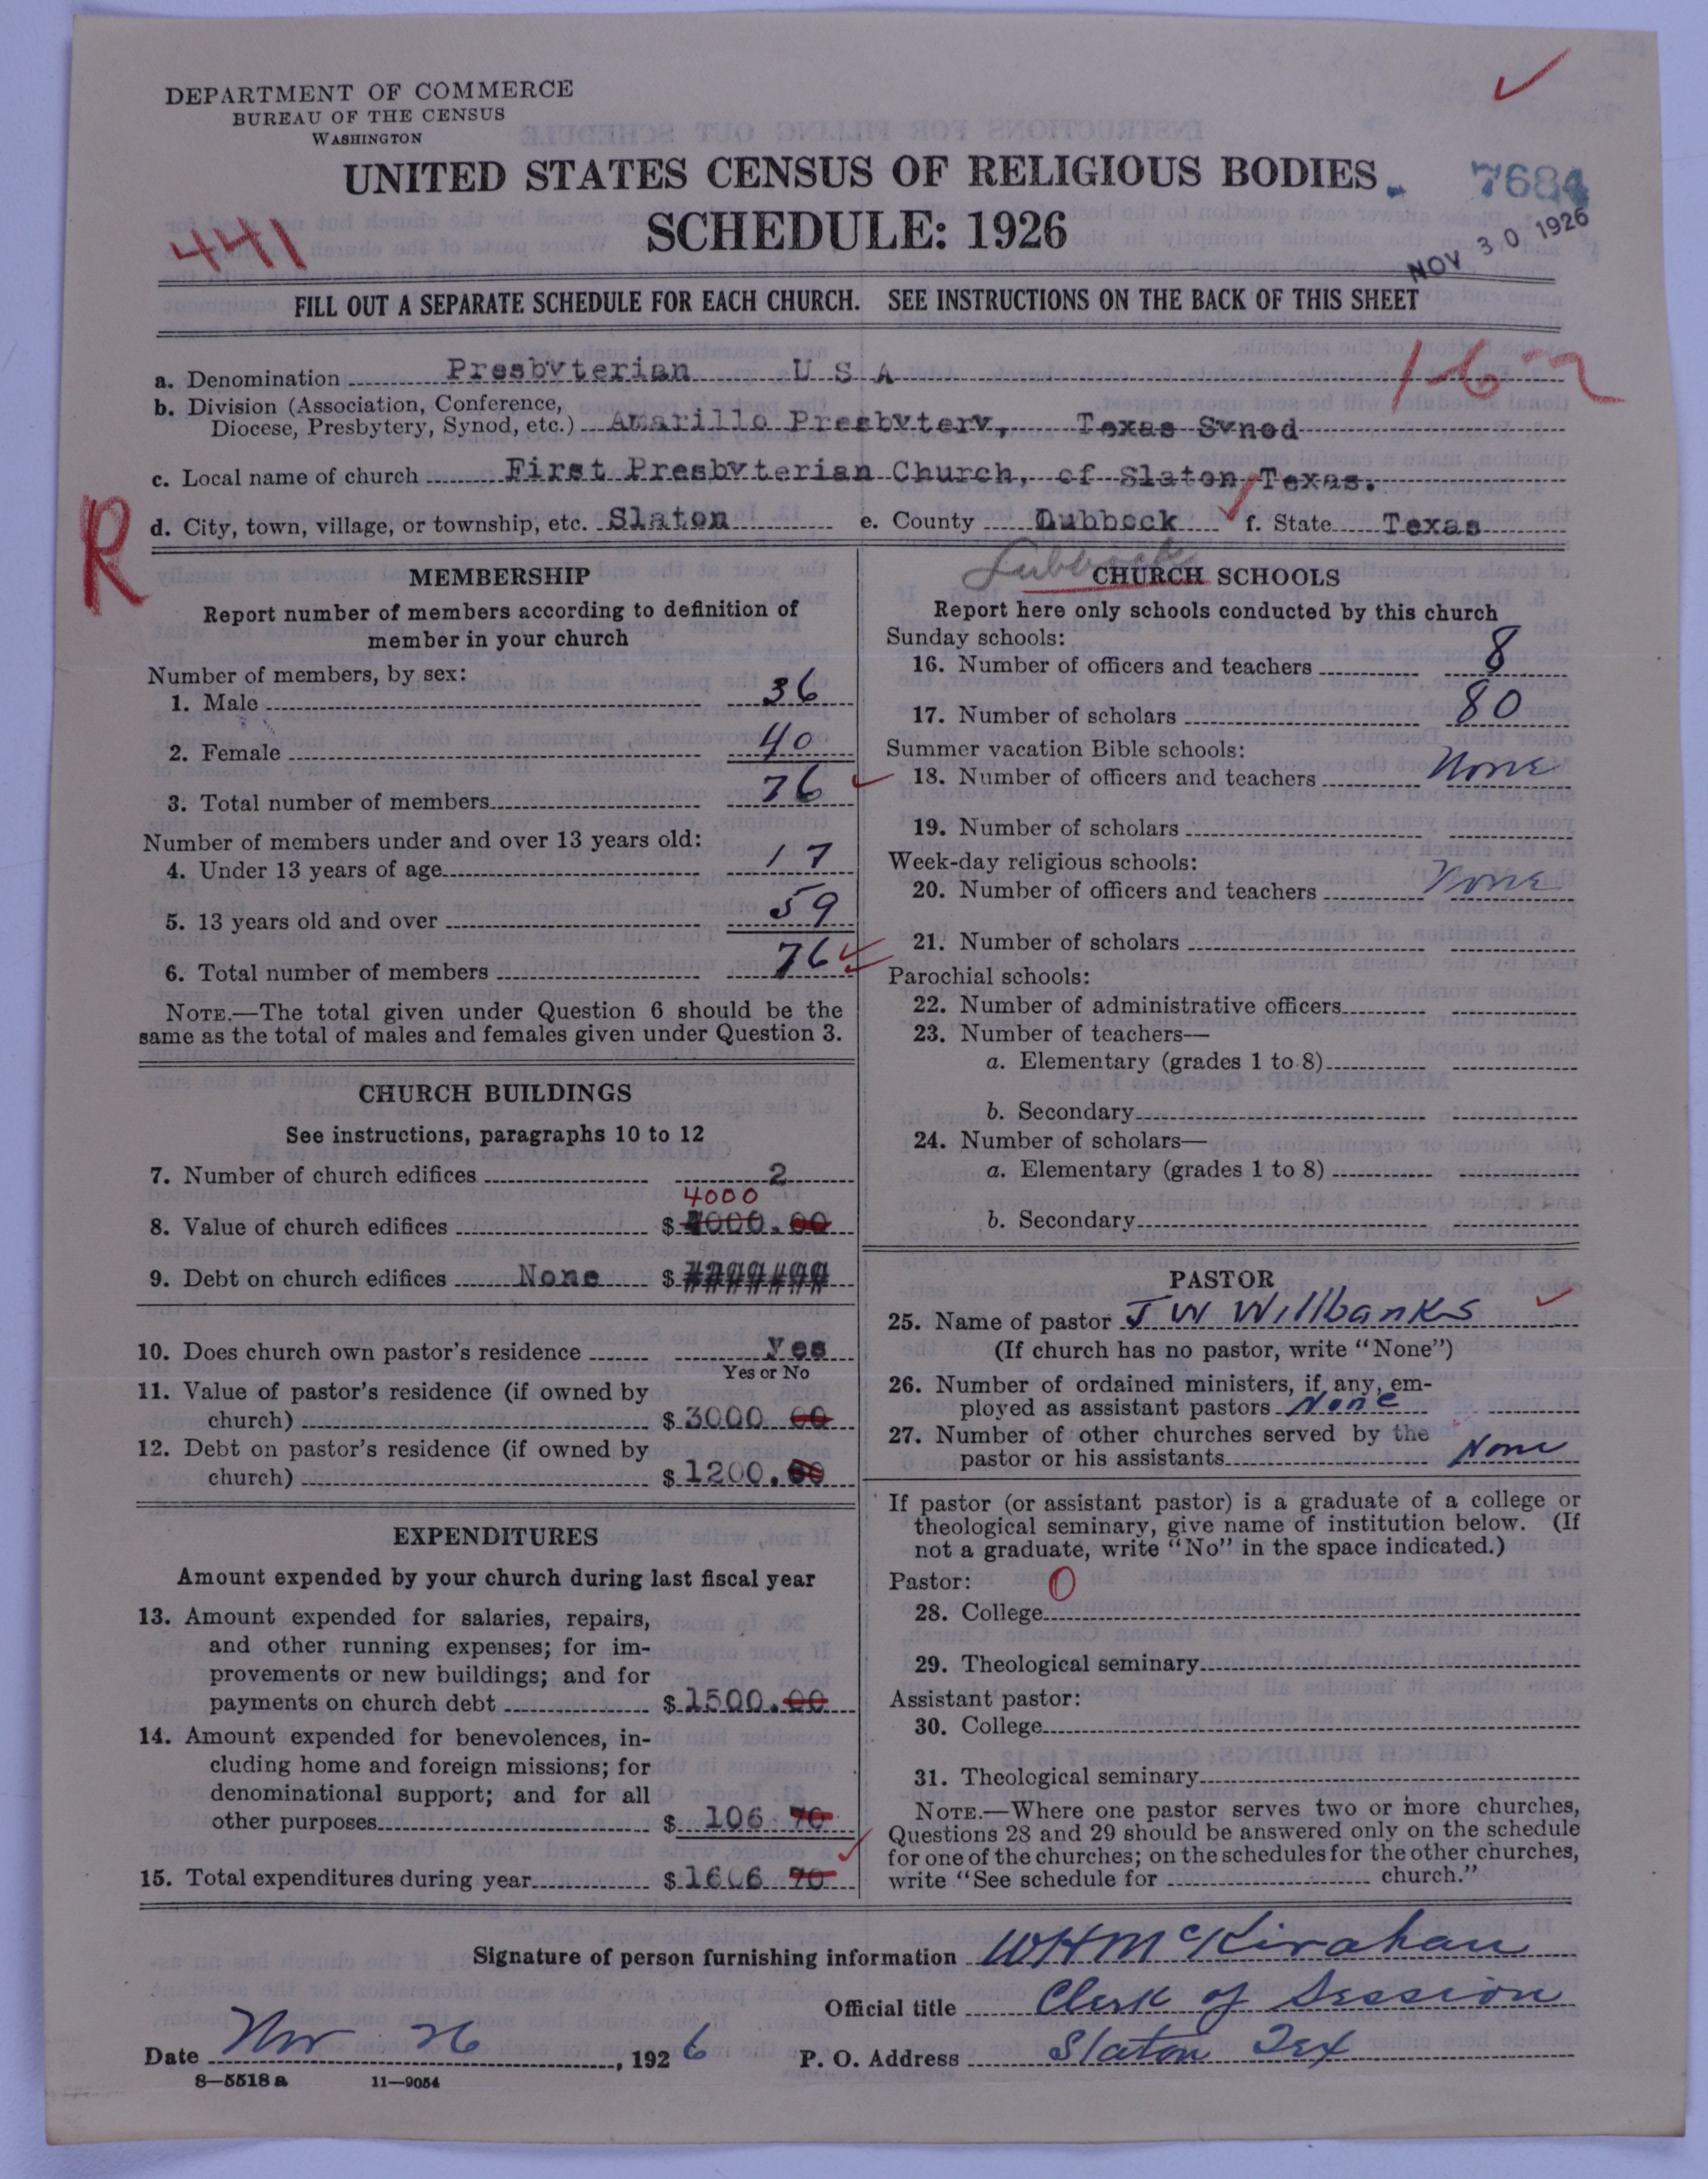 DEPARTMENT OF COMMERCE
BUREAU OF THE CENSUS
WASHINGTON
UNITED STATES CENSUS OF RELIGIOUS BODIES
7684
SCHEDULE: 1926
441
NOV 30 1926
FILL OUT A SEPARATE SCHEDULE FOR EACH CHURCH. SEE INSTRUCTIONS ON THE BACK OF THIS SHEET
a. Denomination Presbyterian U S A
b. Division (Association, Conference, Diocese, Presbytery, Synod, etc.) Amarillo Presbytery, Texas Synod
c. Local name of church First Presbyterian Church, of Slaton Texas.
R
d. City, town, village, or township, etc. Slaton e. County Dubbock f. State Texas
Lubbock
MEMBERSHIP
Report number of members according to definition of
member in your church
Number of members, by sex:
1. Male 36
2. Female 40
3. Total number of members 76
Number of members under and over 13 years old:
4. Under 13 years of age 17
5. 13 years old and over 59
6. Total number of members 76
NOTE.—The total given under Question 6 should be the
same as the total of males and females given under Question 3.
CHURCH BUILDINGS
See instructions, paragraphs 10 to 12
7. Number of church edifices 2
4000
8. Value of church edifices $ 4000.00
9. Debt on church edifices None $
10. Does church own pastor's residence Yes
Yes or No
11. Value of pastor's residence (if owned by
church) $ 3000 00
12. Debt on pastor's residence (if owned by
church) $ 1200.00
EXPENDITURES
Amount expended by your church during last fiscal year
13. Amount expended for salaries, repairs,
and other running expenses; for im-
provements or new buildings; and for
payments on church debt $ 1500.00
14. Amount expended for benevolences, in-
cluding home and foreign missions; for
denominational support; and for all
other purposes $ 106 70
15. Total expenditures during year $ 1606 70
CHURCH SCHOOLS
Report here only schools conducted by this church
Sunday schools:
16. Number of officers and teachers 8
17. Number of scholars 80
Summer vacation Bible schools:
18. Number of officers and teachers None
19. Number of scholars
Week-day religious schools:
20. Number of officers and teachers None
21. Number of scholars
Parochial schools:
22. Number of administrative officers
23. Number of teachers—
a. Elementary (grades 1 to 8)
b. Secondary
24. Number of scholars—
a. Elementary (grades 1 to 8)
b. Secondary
PASTOR
25. Name of pastor J W Willbanks
(If church has no pastor, write "None")
26. Number of ordained ministers, if any, em-
ployed as assistant pastors None
27. Number of other churches served by the
pastor or his assistants None
If pastor (or assistant pastor) is a graduate of a college or
theological seminary, give name of institution below. (If
not a graduate, write "No" in the space indicated.)
Pastor: 0
28. College
29. Theological seminary
Assistant pastor:
30. College
31. Theological seminary
NOTE.—Where one pastor serves two or more churches,
Questions 28 and 29 should be answered only on the schedule
for one of the churches; on the schedules for the other churches,
write "See schedule for church."
Signature of person furnishing information WH McKirahan
Official title Clerk of Session
Date Nov 26, 1926 P. O. Address Slaton Tex
8—5518a 11—9054